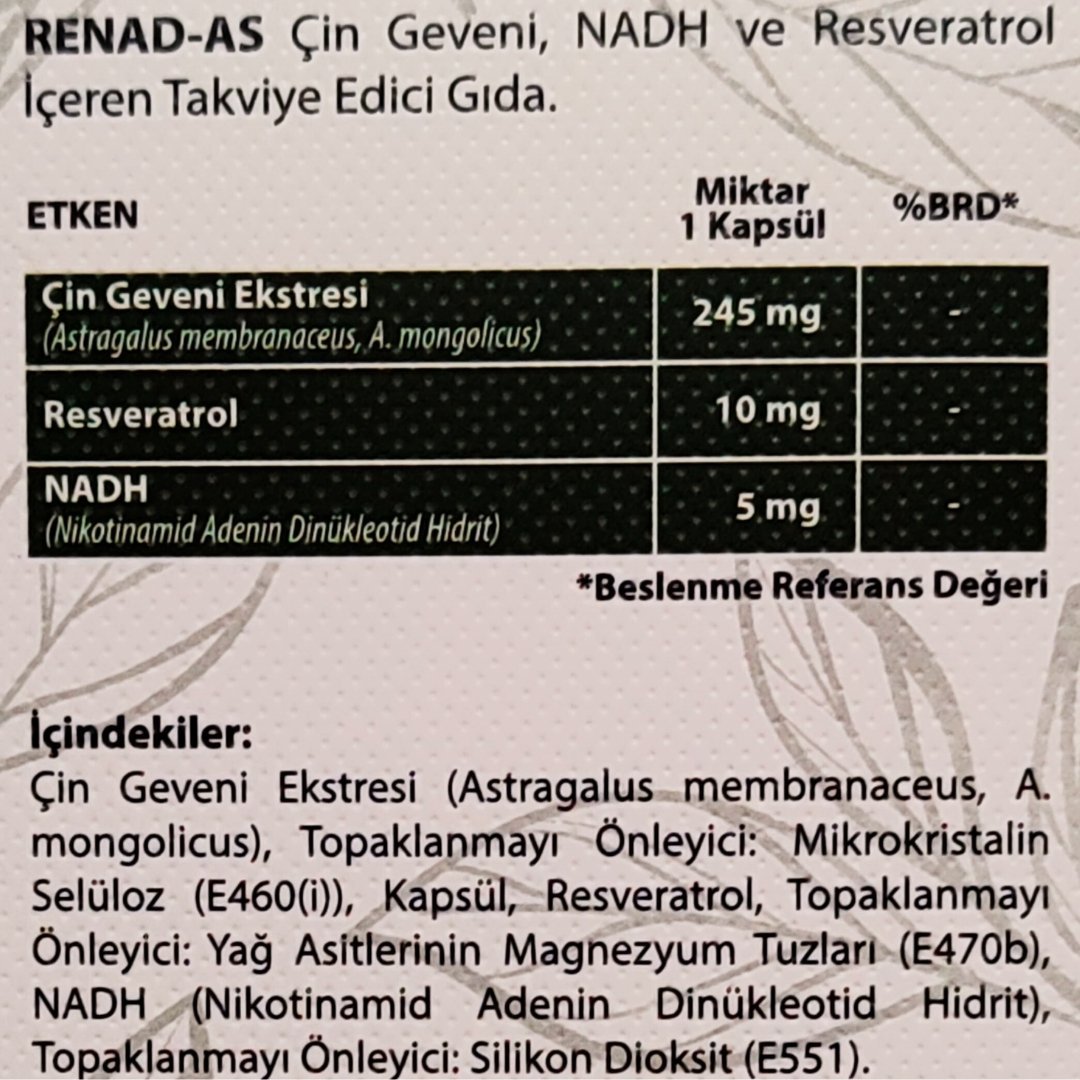 RENAD-AS Çin Geveni, NADH ve Resveratrol
İçeren Takviye Edici Gıda.
ETKEN Miktar 1 Kapsül %BRD*
Çin Geveni Ekstresi 245 mg -
(Astragalus membranaceus, A. mongolicus)
Resveratrol 10 mg -
NADH 5 mg -
(Nikotinamid Adenin Dinükleotid Hidrit)
*Beslenme Referans Değeri
İçindekiler:
Çin Geveni Ekstresi (Astragalus membranaceus, A.
mongolicus), Topaklanmayı Önleyici: Mikrokristalin
Selüloz (E460(i)), Kapsül, Resveratrol, Topaklanmayı
Önleyici: Yağ Asitlerinin Magnezyum Tuzları (E470b),
NADH (Nikotinamid Adenin Dinükleotid Hidrit),
Topaklanmayı Önleyici: Silikon Dioksit (E551).